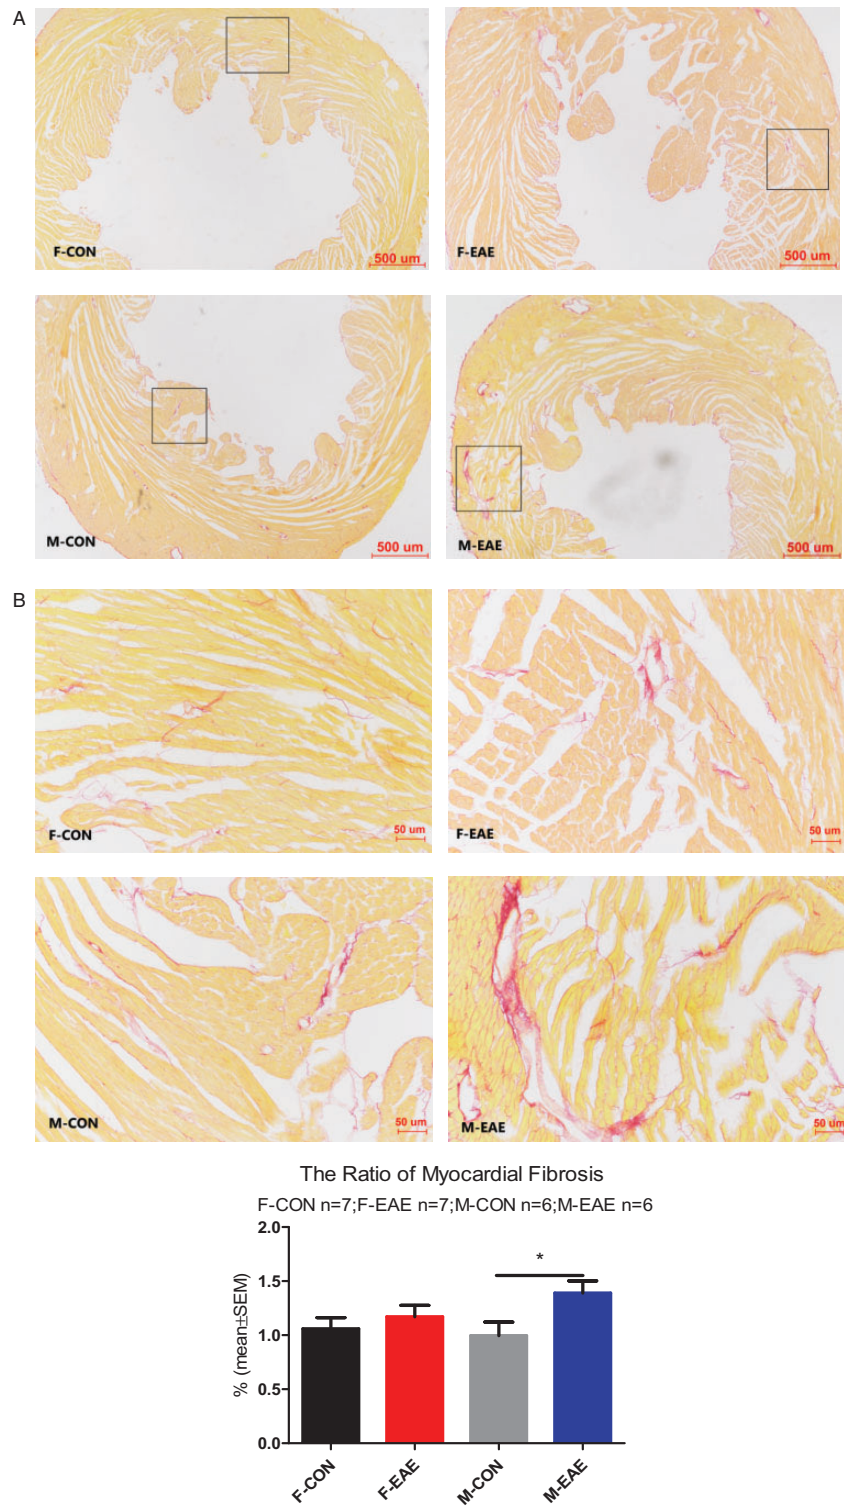 A
F-CON
500 um
F-EAE
500 um
M-CON
500 um
M-EAE
500 um
B
F-CON
50 um
F-EAE
50 um
M-CON
50 um
M-EAE
50 um
The Ratio of Myocardial Fibrosis
F-CON n=7;F-EAE n=7;M-CON n=6;M-EAE n=6
% (mean±SEM)
2.0
1.5
1.0
0.5
0.0
*
F-CON
F-EAE
M-CON
M-EAE